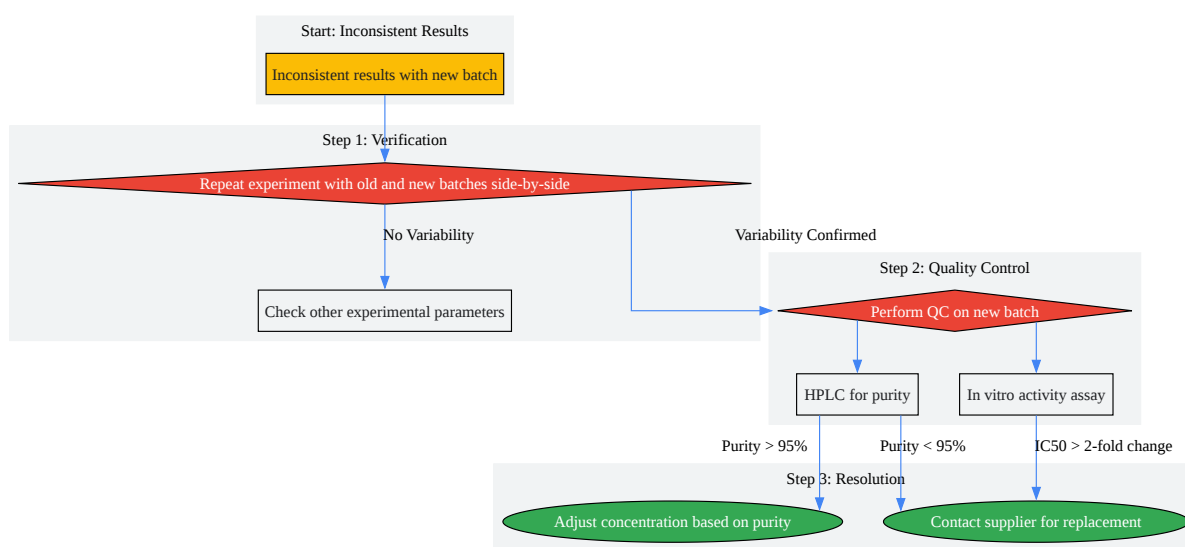 Start: Inconsistent Results
Inconsistent results with new batch
Step 1: Verification
Repeat experiment with old and new batches side-by-side
No Variability
Variability Confirmed
Check other experimental parameters
Step 2: Quality Control
Perform QC on new batch
HPLC for purity
In vitro activity assay
Purity > 95%
Purity < 95%
IC50 > 2-fold change
Step 3: Resolution
Adjust concentration based on purity
Contact supplier for replacement